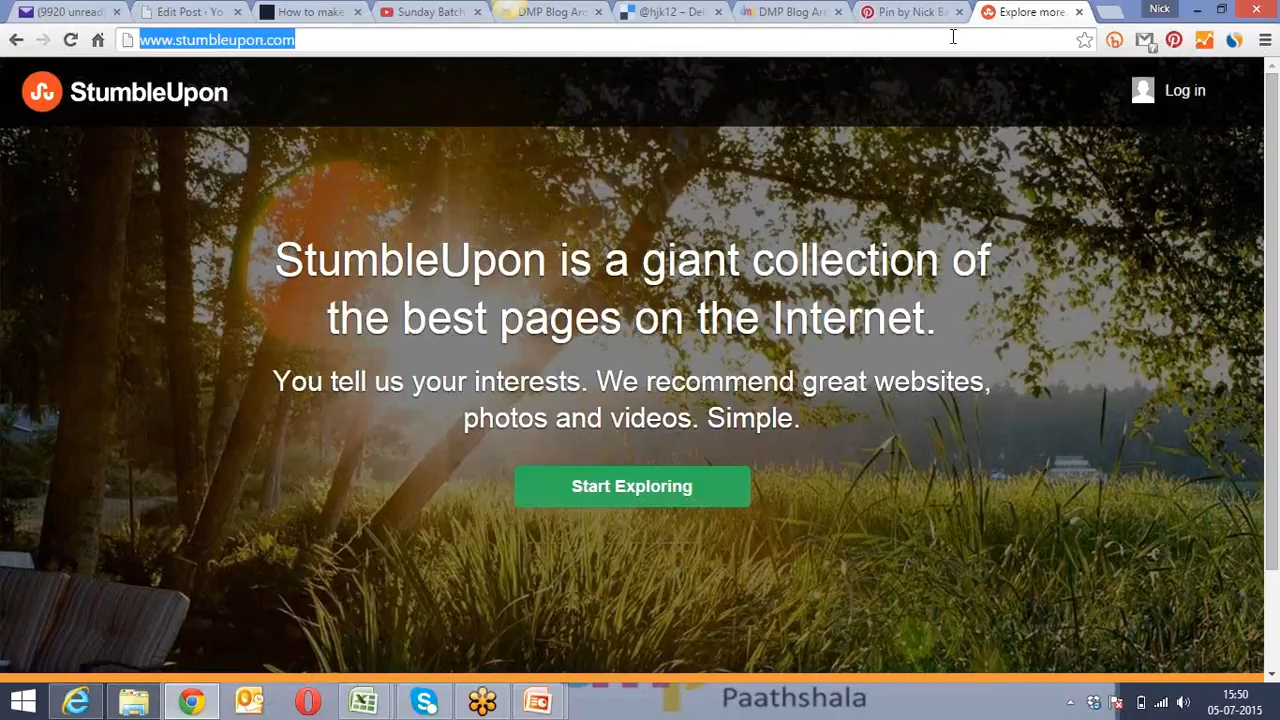 (9920 unread)
Edit Post ‹ Yo
How to make
Sunday Batch
DMP Blog Arc
@hjk12 – Del
DMP Blog Arc
Pin by Nick B
Explore more.
Nick
www.stumbleupon.com
StumbleUpon
Log in
StumbleUpon is a giant collection of
the best pages on the Internet.
You tell us your interests. We recommend great websites,
photos and videos. Simple.
Start Exploring
Paathshala
15:50
05-07-2015